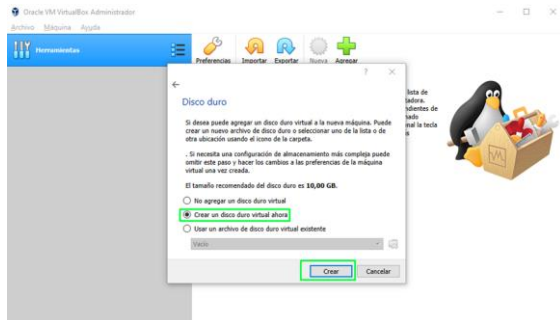 Oracle VM VirtualBox Administrador
Archivo Máquina Ayuda
Herramientas
Preferencias Importar Exportar Nueva Agregar
Disco duro
Si desea puede agregar un disco duro virtual a la nueva máquina. Puede
crear un nuevo archivo de disco duro o seleccionar uno de la lista o de
otra ubicación usando el icono de la carpeta.
. Si necesita una configuración de almacenamiento más compleja puede
omitir este paso y hacer los cambios a las preferencias de la máquina
virtual una vez creada.
El tamaño recomendado del disco duro es 10,00 GB.
No agregar un disco duro virtual
Crear un disco duro virtual ahora
Usar un archivo de disco duro virtual existente
Vacío
Crear Cancelar
lista de
tadora.
ndientes de
nado
nal la tecla